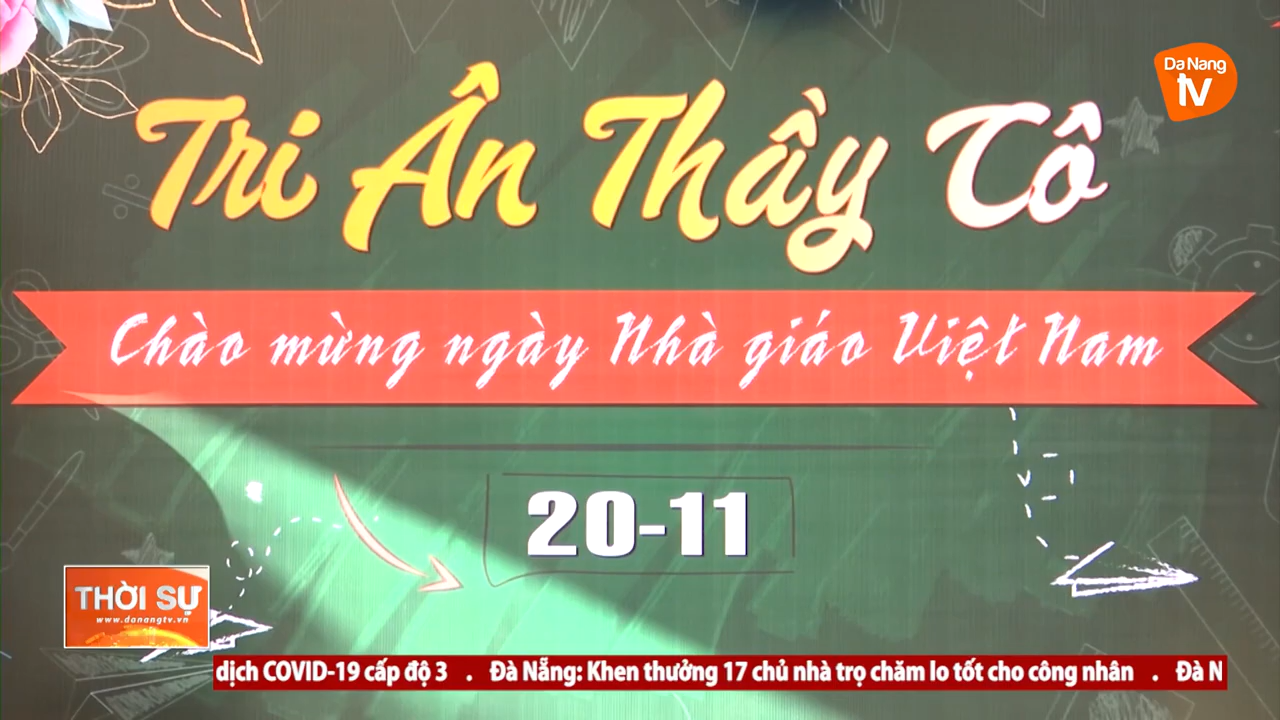 Da Nang
tv
Tri Ân Thầy Cô
Chào mừng ngày Nhà giáo Việt Nam
20-11
THỜI SỰ
www.danangtv.vn
dịch COVID-19 cấp độ 3 . Đà Nẵng: Khen thưởng 17 chủ nhà trọ chăm lo tốt cho công nhân . Đà N